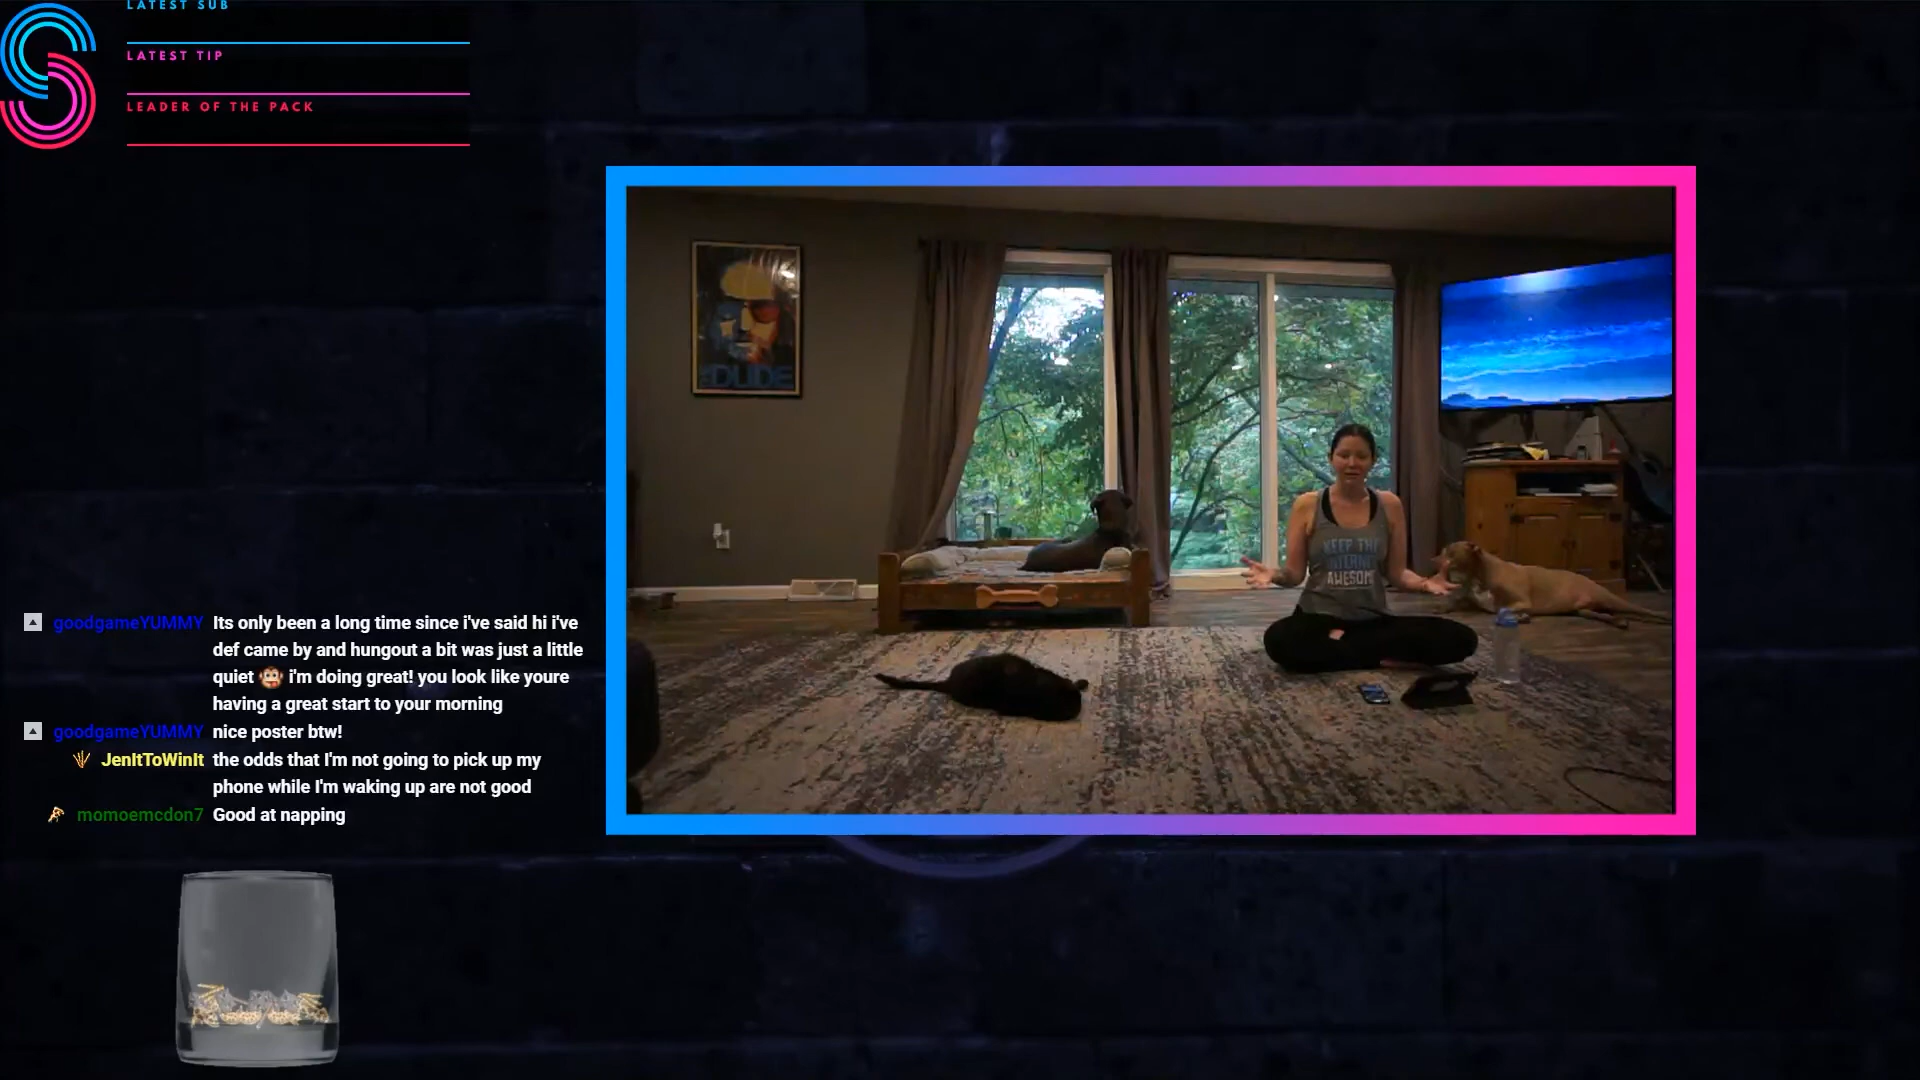 LATEST SUB
LATEST TIP
LEADER OF THE PACK
DUDE
KEEP THE
INTERNET
AWESOME
goodgameYUMMY Its only been a long time since i've said hi i've
def came by and hungout a bit was just a little
quiet 🐵 i'm doing great! you look like youre
having a great start to your morning
goodgameYUMMY nice poster btw!
JenItToWinIt the odds that I'm not going to pick up my
phone while I'm waking up are not good
momoemcdon7 Good at napping